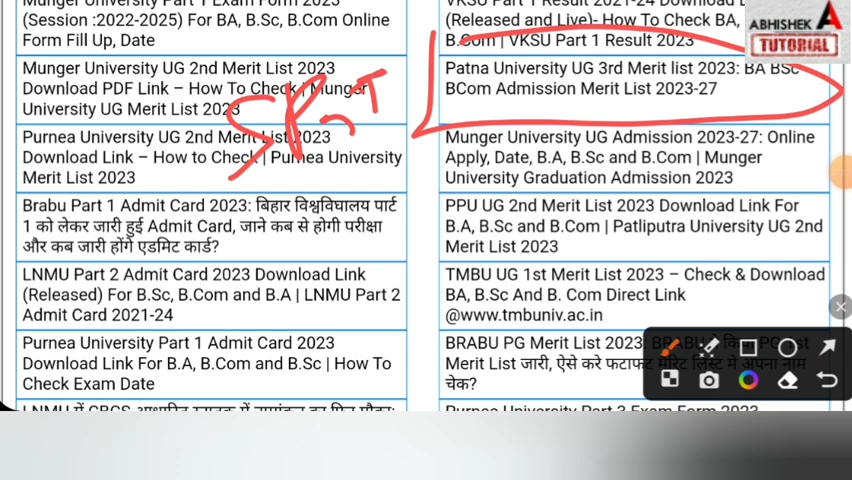 Munger University Part 1 Exam Form 2023
(Session :2022-2025) For BA, B.Sc, B.Com Online
Form Fill Up, Date
Munger University UG 2nd Merit List 2023
Download PDF Link – How To Check | Munger
University UG Merit List 2023
Purnea University UG 2nd Merit List 2023
Download Link – How to Check | Purnea University
Merit List 2023
Brabu Part 1 Admit Card 2023: बिहार विश्वविघालय पार्ट
1 को लेकर जारी हुई Admit Card, जाने कब से होगी परीक्षा
और कब जारी होंगे एडमिट कार्ड?
LNMU Part 2 Admit Card 2023 Download Link
(Released) For B.Sc, B.Com and B.A | LNMU Part 2
Admit Card 2021-24
Purnea University Part 1 Admit Card 2023
Download Link For B.A, B.Com and B.Sc | How To
Check Exam Date
VKSU Part 1 Result 2021-24 Download
(Released and Live)- How To Check BA,
B.Com | VKSU Part 1 Result 2023
Patna University UG 3rd Merit list 2023: BA BSc
BCom Admission Merit List 2023-27
Munger University UG Admission 2023-27: Online
Apply, Date, B.A, B.Sc and B.Com | Munger
University Graduation Admission 2023
PPU UG 2nd Merit List 2023 Download Link For
B.A, B.Sc and B.Com | Patliputra University UG 2nd
Merit List 2023
TMBU UG 1st Merit List 2023 – Check & Download
BA, B.Sc And B. Com Direct Link
@www.tmbuniv.ac.in
BRABU PG Merit List 2023: BRABU
Merit List जारी, ऐसे करे फटाफट मेरिट लिस्ट मे अपना नाम
चेक?
Purnea University Part 3 Exam Form 2023
ABHISHEK A
TUTORIAL